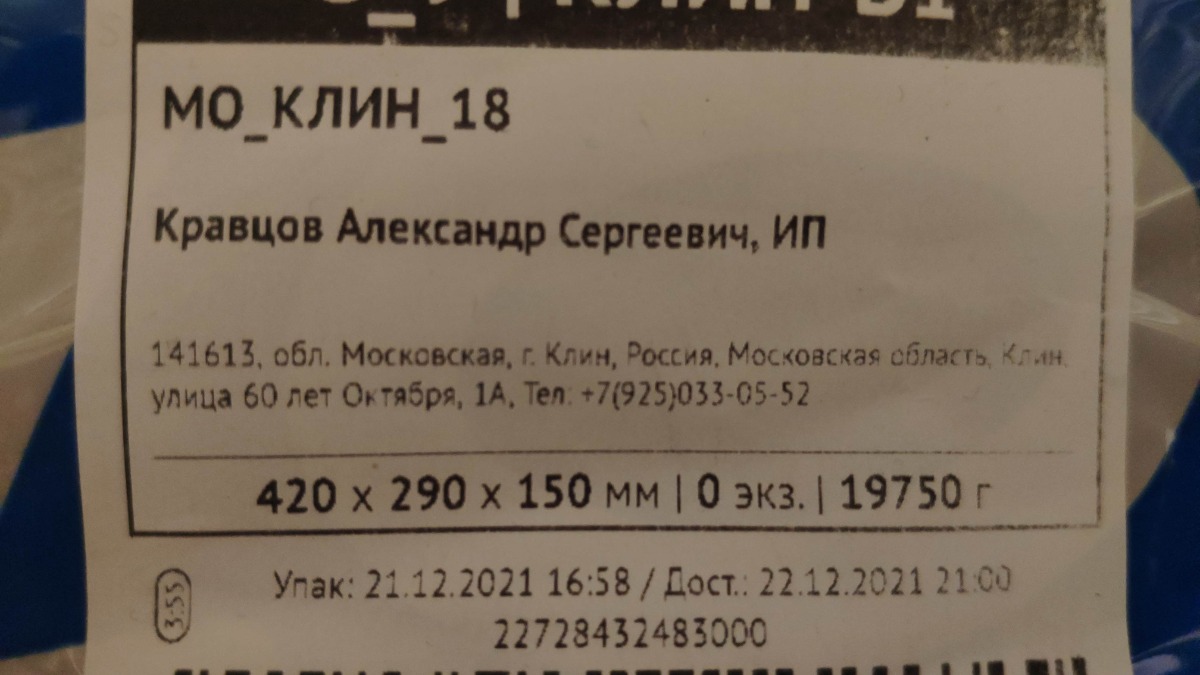 МО_КЛИН_18
Кравцов Александр Сергеевич, ИП
141613, обл. Московская, г. Клин, Россия, Московская область, Клин,
улица 60 лет Октября, 1А, Тел: +7(925)033-05-52
420 х 290 х 150 мм | 0 экз. | 19750 г
3:55
Упак: 21.12.2021 16:58 / Дост.: 22.12.2021 21:00
22728432483000